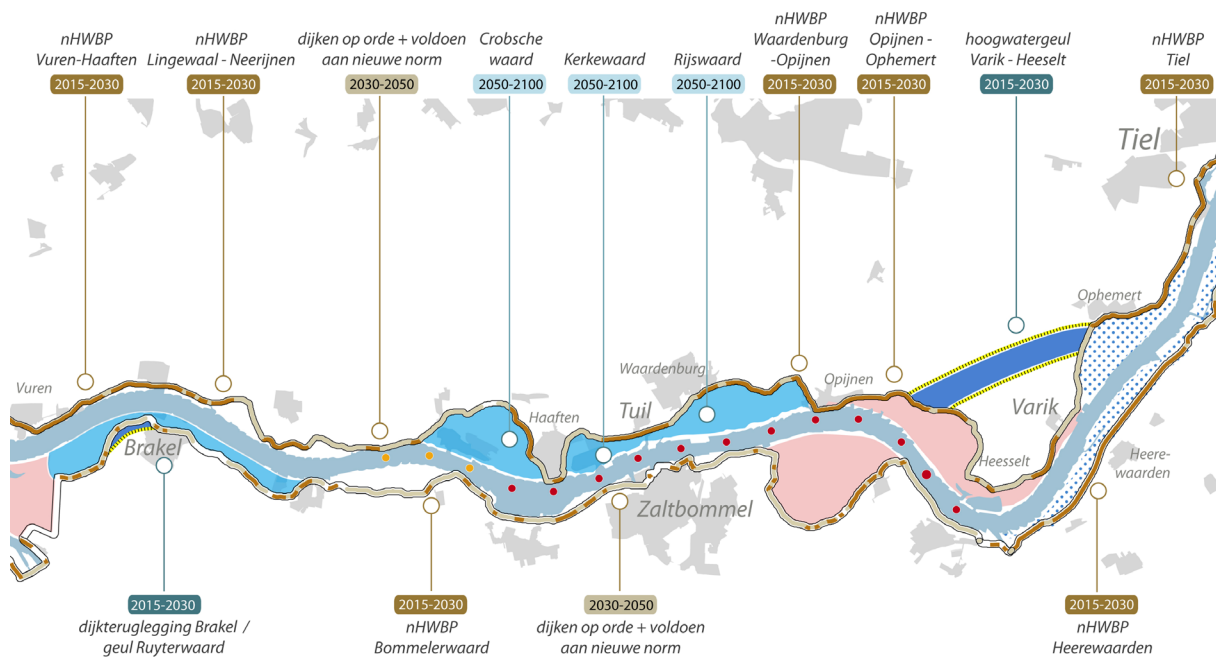 nHWBP
Vuren-Haaften
2015-2030
nHWBP
Lingewaal - Neerijnen
2015-2030
dijken op orde + voldoen
aan nieuwe norm
2030-2050
Crobsche
waard
2050-2100
Kerkewaard
2050-2100
Rijswaard
2050-2100
nHWBP
Waardenburg
-Opijnen
2015-2030
nHWBP
Opijnen -
Ophemert
2015-2030
hoogwatergeul
Varik - Heeselt
2015-2030
nHWBP
Tiel
2015-2030
Tiel
Ophemert
Vuren
Waardenburg
Opijnen
Haaften
Tuil
Varik
Brakel
Heesselt
Heere-
waarden
Zaltbommel
2015-2030
dijkteruglegging Brakel /
geul Ruyterwaard
2015-2030
nHWBP
Bommelerwaard
2030-2050
dijken op orde + voldoen
aan nieuwe norm
2015-2030
nHWBP
Heerewaarden